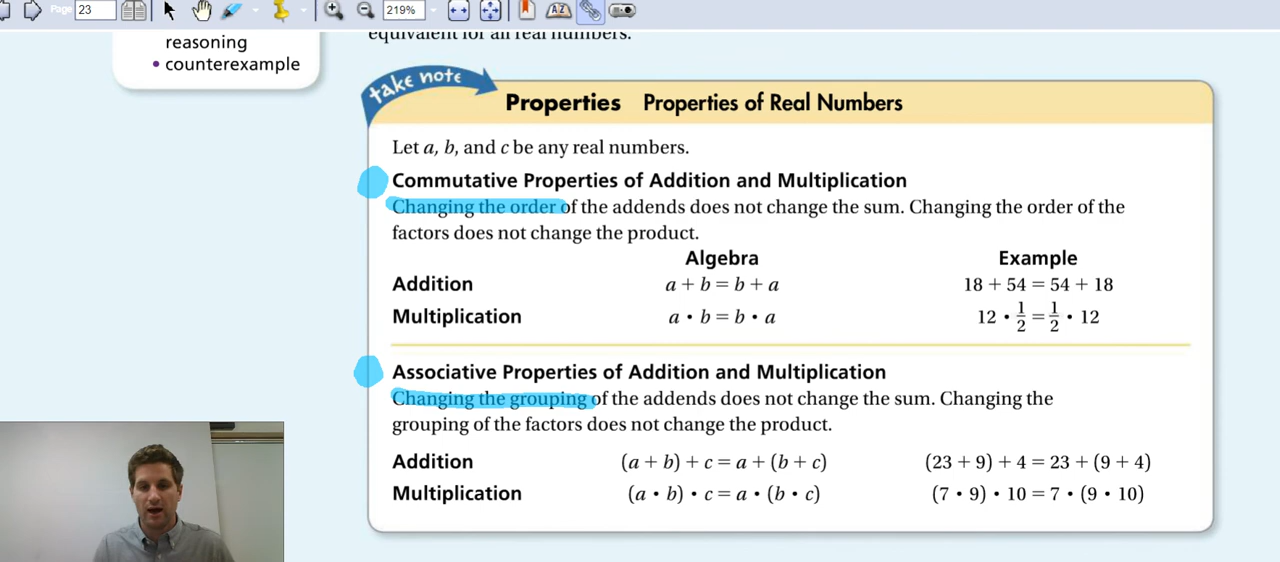 Page 23
219%
A Z
reasoning
• counterexample
equivalent for all real numbers.
take note
Properties Properties of Real Numbers
Let a, b, and c be any real numbers.
Commutative Properties of Addition and Multiplication
Changing the order of the addends does not change the sum. Changing the order of the
factors does not change the product.
Algebra Example
Addition a + b = b + a 18 + 54 = 54 + 18
Multiplication a • b = b • a 12 • 1/2 = 1/2 • 12
Associative Properties of Addition and Multiplication
Changing the grouping of the addends does not change the sum. Changing the
grouping of the factors does not change the product.
Addition (a + b) + c = a + (b + c) (23 + 9) + 4 = 23 + (9 + 4)
Multiplication (a • b) • c = a • (b • c) (7 • 9) • 10 = 7 • (9 • 10)